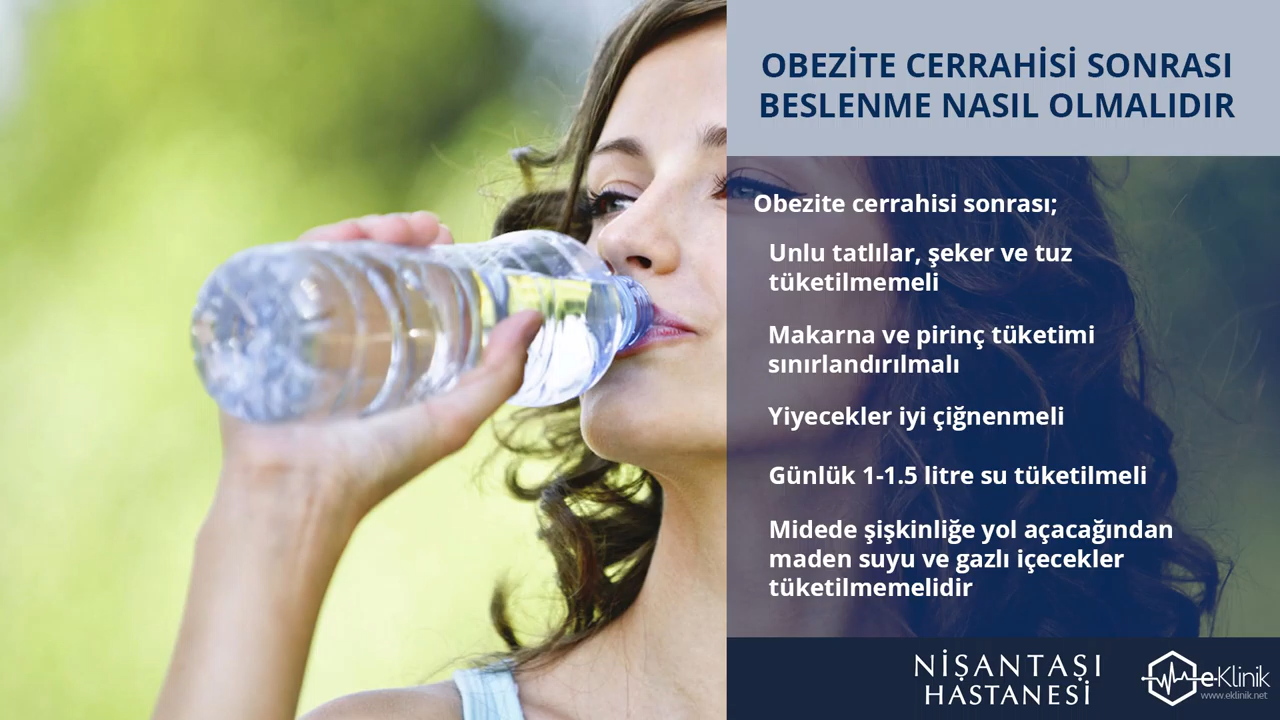 OBEZİTE CERRAHİSİ SONRASI
BESLENME NASIL OLMALIDIR
Obezite cerrahisi sonrası;
Unlu tatlılar, şeker ve tuz
tüketilmemeli
Makarna ve pirinç tüketimi
sınırlandırılmalı
Yiyecekler iyi çiğnenmeli
Günlük 1-1.5 litre su tüketilmeli
Midede şişkinliğe yol açacağından
maden suyu ve gazlı içecekler
tüketilmemelidir
NİŞANTAŞI
HASTANESİ
e-Klinik
www.eklinik.net